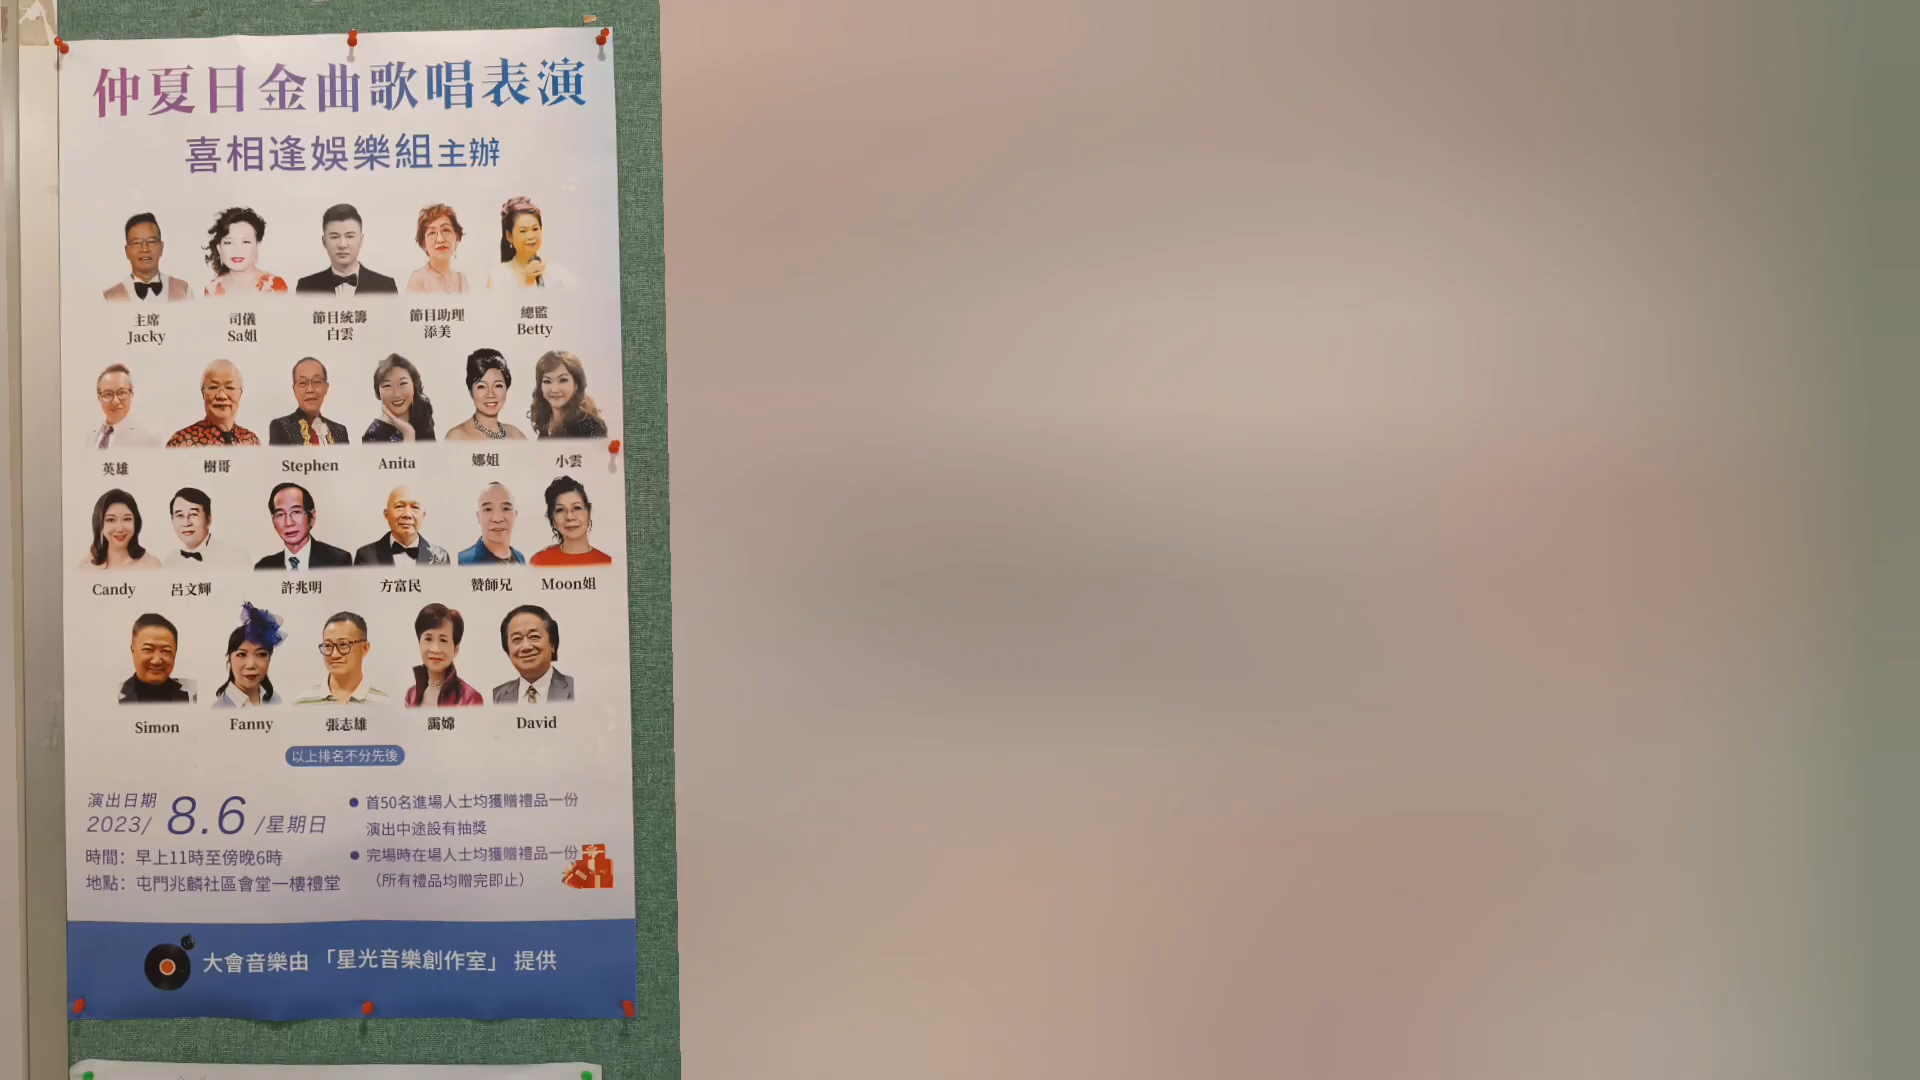 仲夏日金曲歌唱表演
喜相逢娛樂組主辦
主席 司儀 節目統籌 節目助理 總監
Jacky Sa姐 白雲 添美 Betty
英雄 樹哥 Stephen Anita 娜姐 小雲
Candy 呂文輝 許兆明 方富民 贊師兄 Moon姐
Simon Fanny 張志雄 靄嫦 David
以上排名不分先後
演出日期
2023/ 8.6 /星期日
時間：早上11時至傍晚6時
地點：屯門兆麟社區會堂一樓禮堂
● 首50名進場人士均獲贈禮品一份
演出中途設有抽獎
● 完場時在場人士均獲贈禮品一份
（所有禮品均贈完即止）
大會音樂由「星光音樂創作室」提供